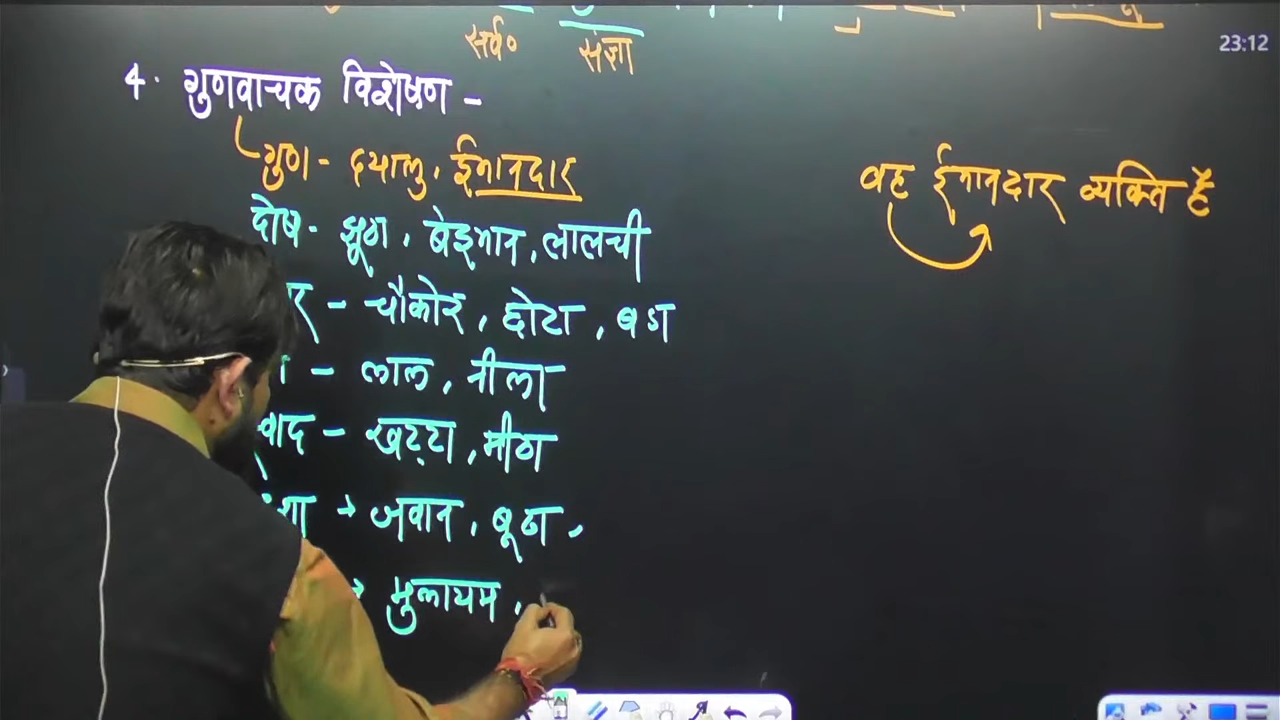 सर्व० संज्ञा
23:12
4. गुणवाचक विशेषण -
गुण - दयालु, ईमानदार
वह ईमानदार व्यक्ति है
दोष - झूठा, बेइमान, लालची
- चौकोर, छोटा, बडा
- लाल, नीला
स्वाद - खट्टा, मीठा
→ जवान, बूढा,
→ मुलायम,